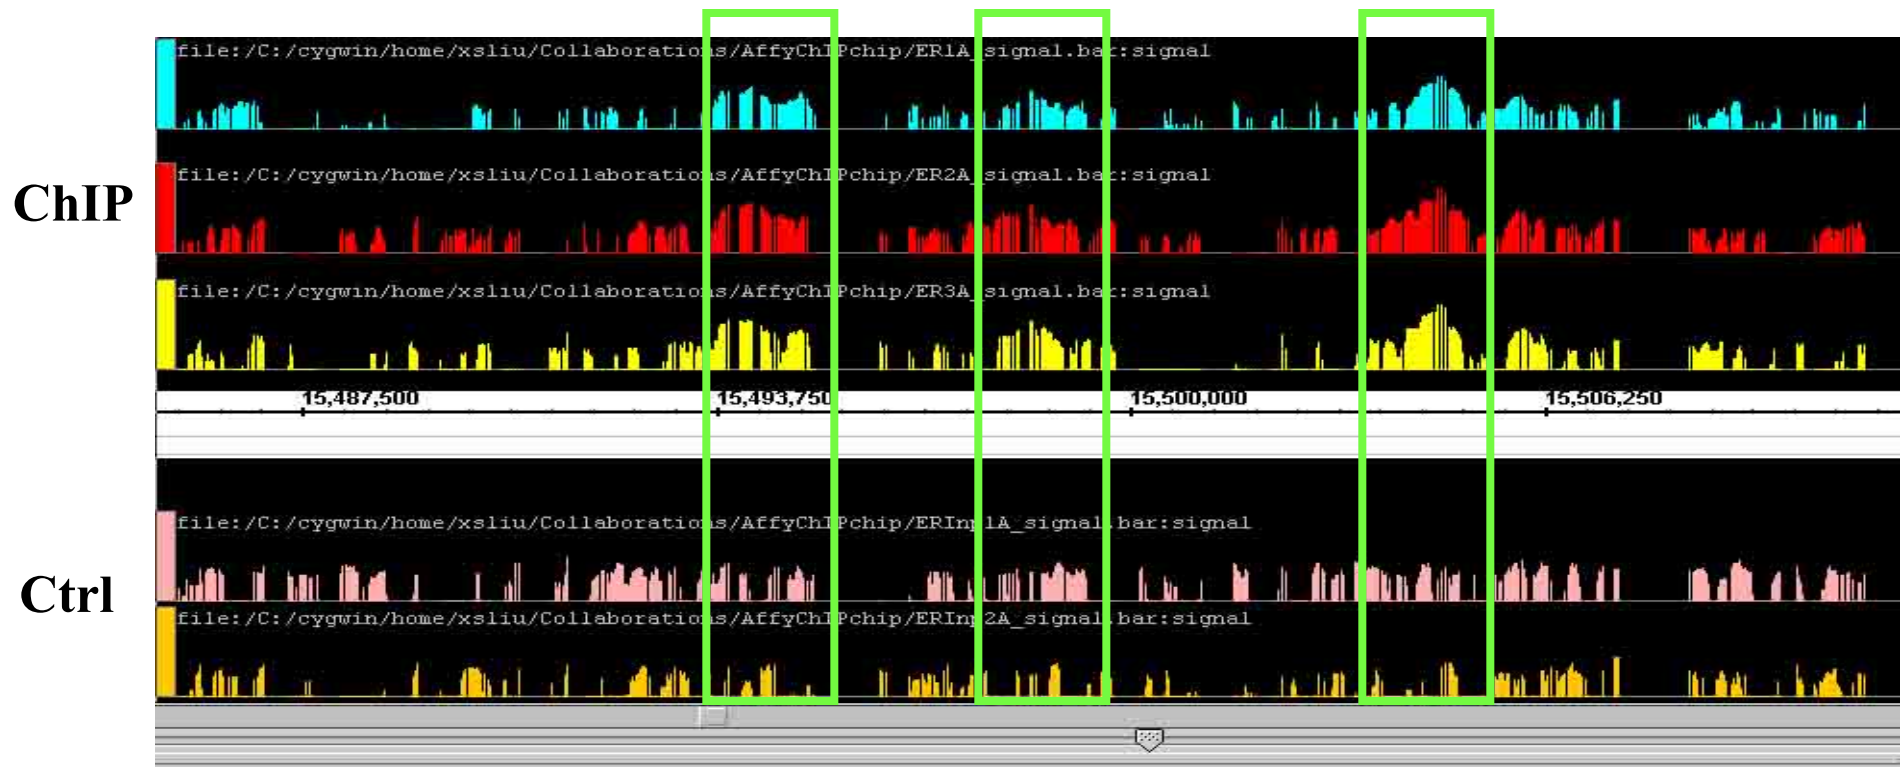 file:/C:/cygwin/home/xsliu/Collaborations/AffyChIPchip/ER1A_signal.bar:signal
ChIP
file:/C:/cygwin/home/xsliu/Collaborations/AffyChIPchip/ER2A_signal.bar:signal
file:/C:/cygwin/home/xsliu/Collaborations/AffyChIPchip/ER3A_signal.bar:signal
15,487,500 15,493,750 15,500,000 15,506,250
file:/C:/cygwin/home/xsliu/Collaborations/AffyChIPchip/ERInp1A_signal.bar:signal
Ctrl
file:/C:/cygwin/home/xsliu/Collaborations/AffyChIPchip/ERInp2A_signal.bar:signal